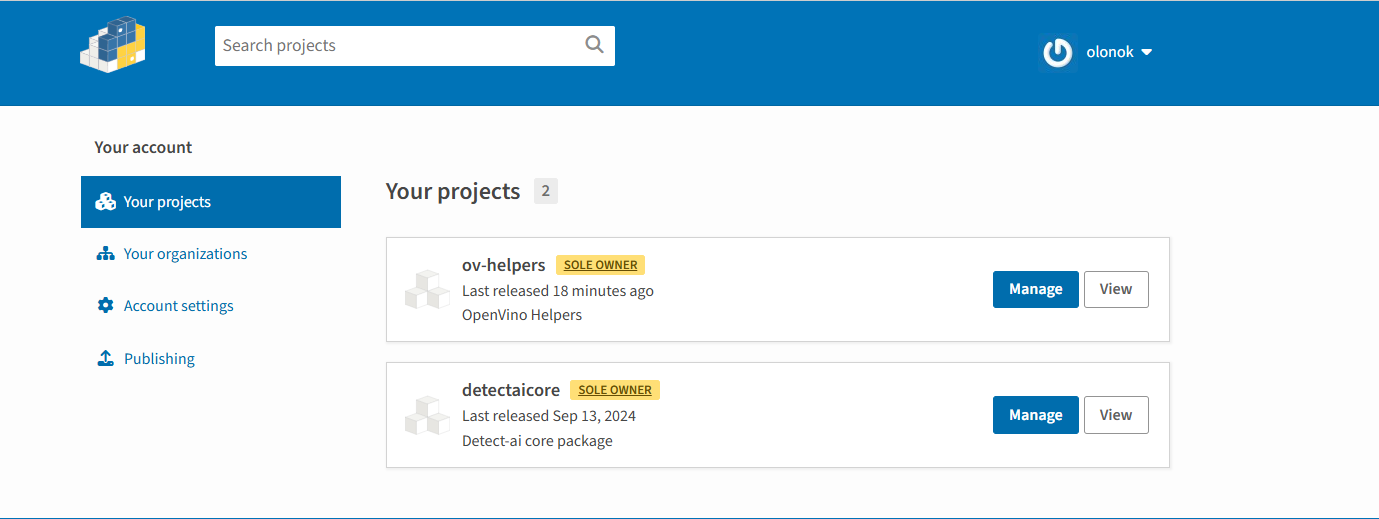 Search projects
olonok
Your account
Your projects
Your organizations
Account settings
Publishing
Your projects 2
ov-helpers SOLE OWNER
Last released 18 minutes ago
OpenVino Helpers
Manage View
detectaicore SOLE OWNER
Last released Sep 13, 2024
Detect-ai core package
Manage View